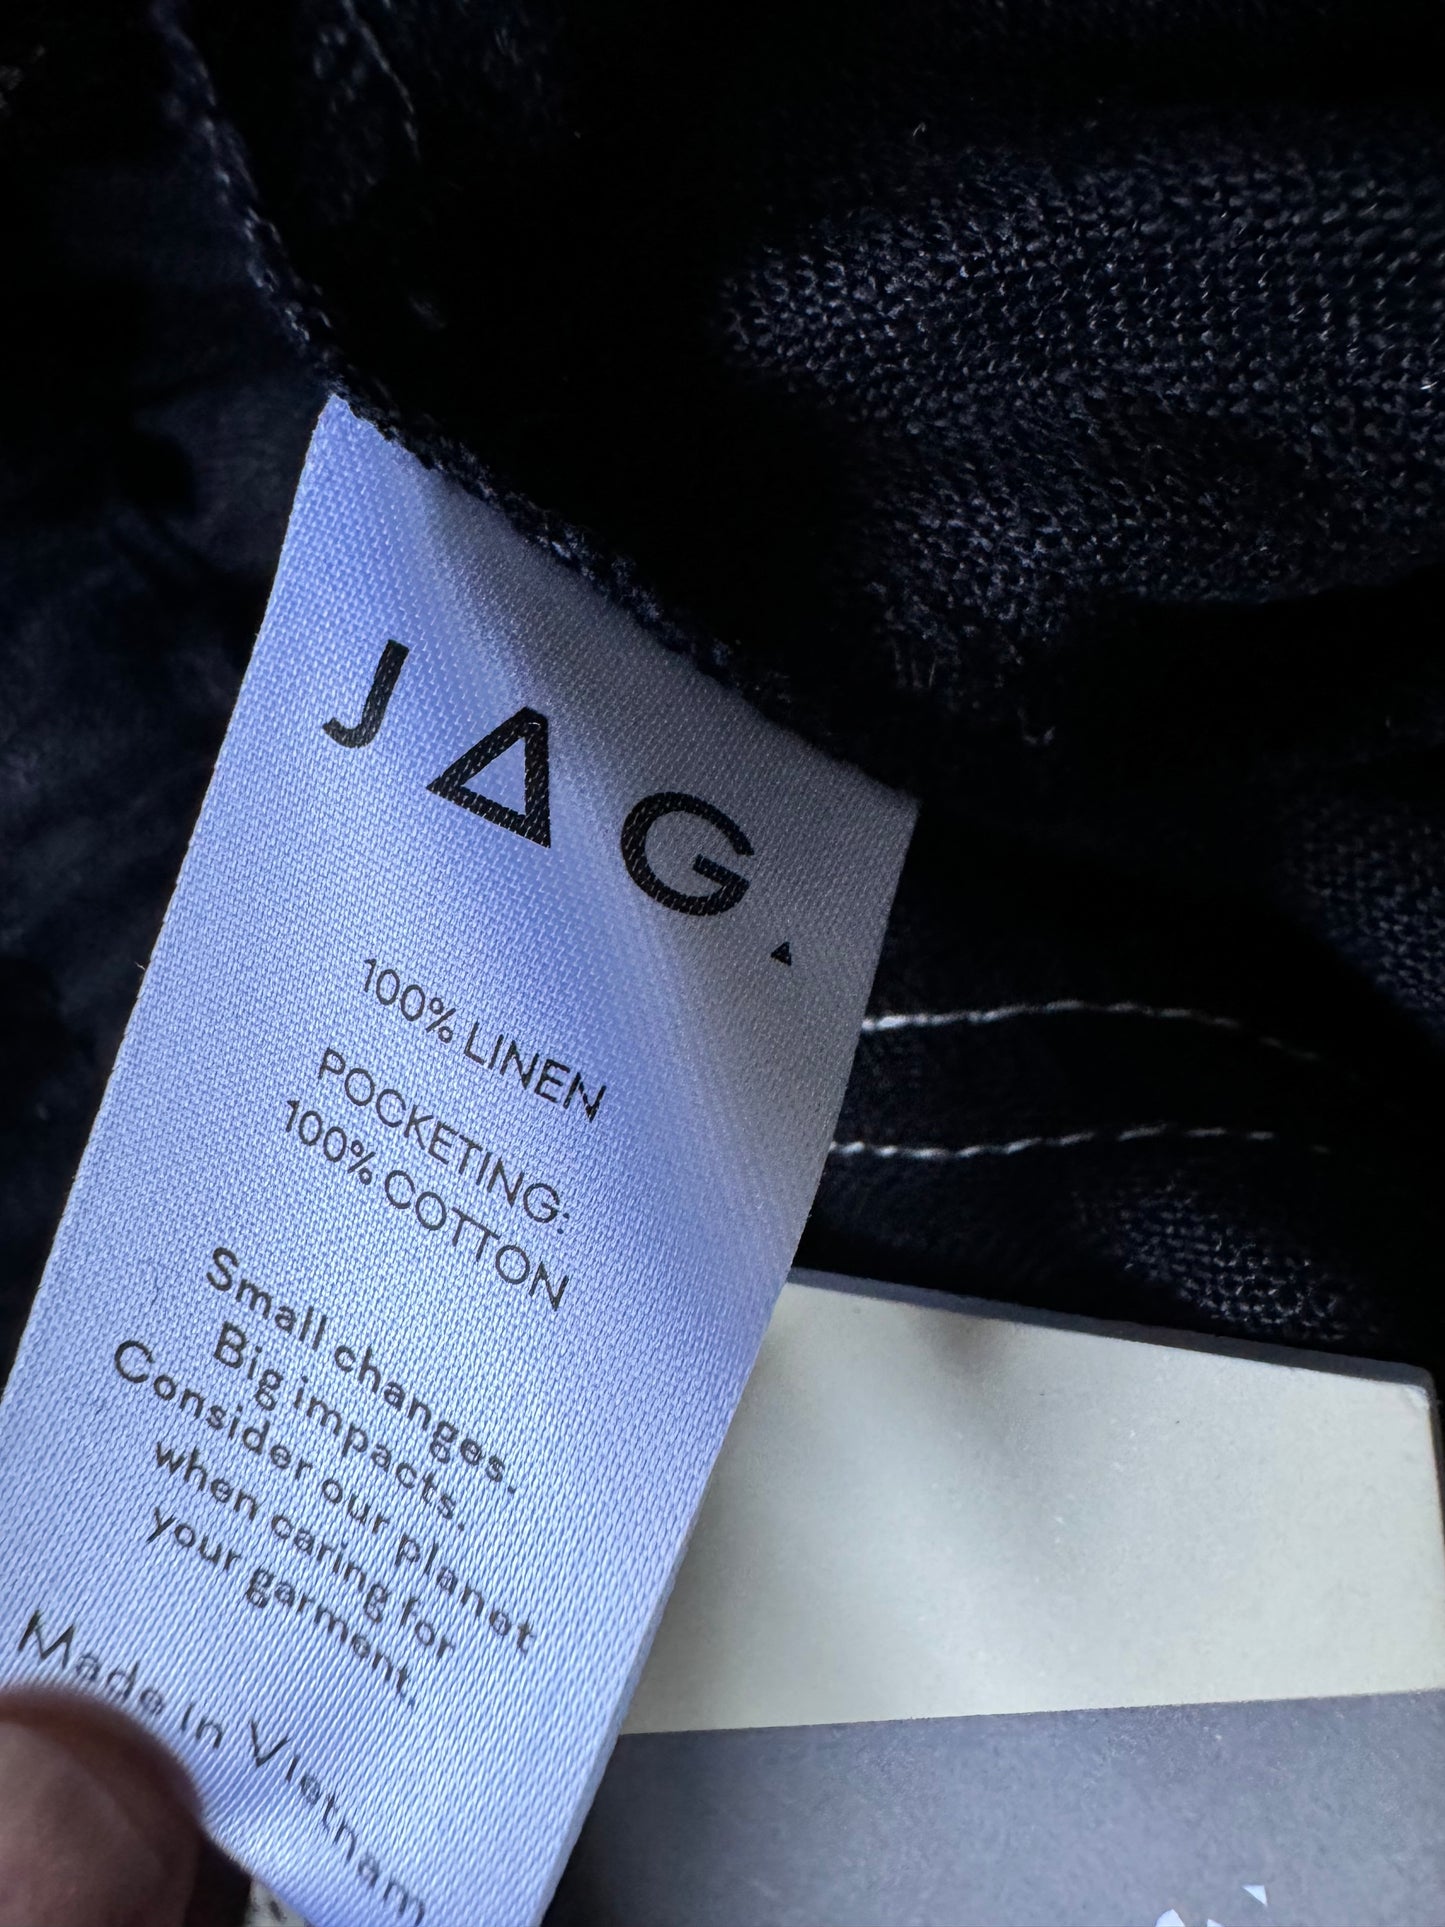 JAG.
100% LINEN
POCKETING:
100% COTTON
Small changes.
Big impacts.
Consider our planet
when caring for
your garment.
Made in Vietnam